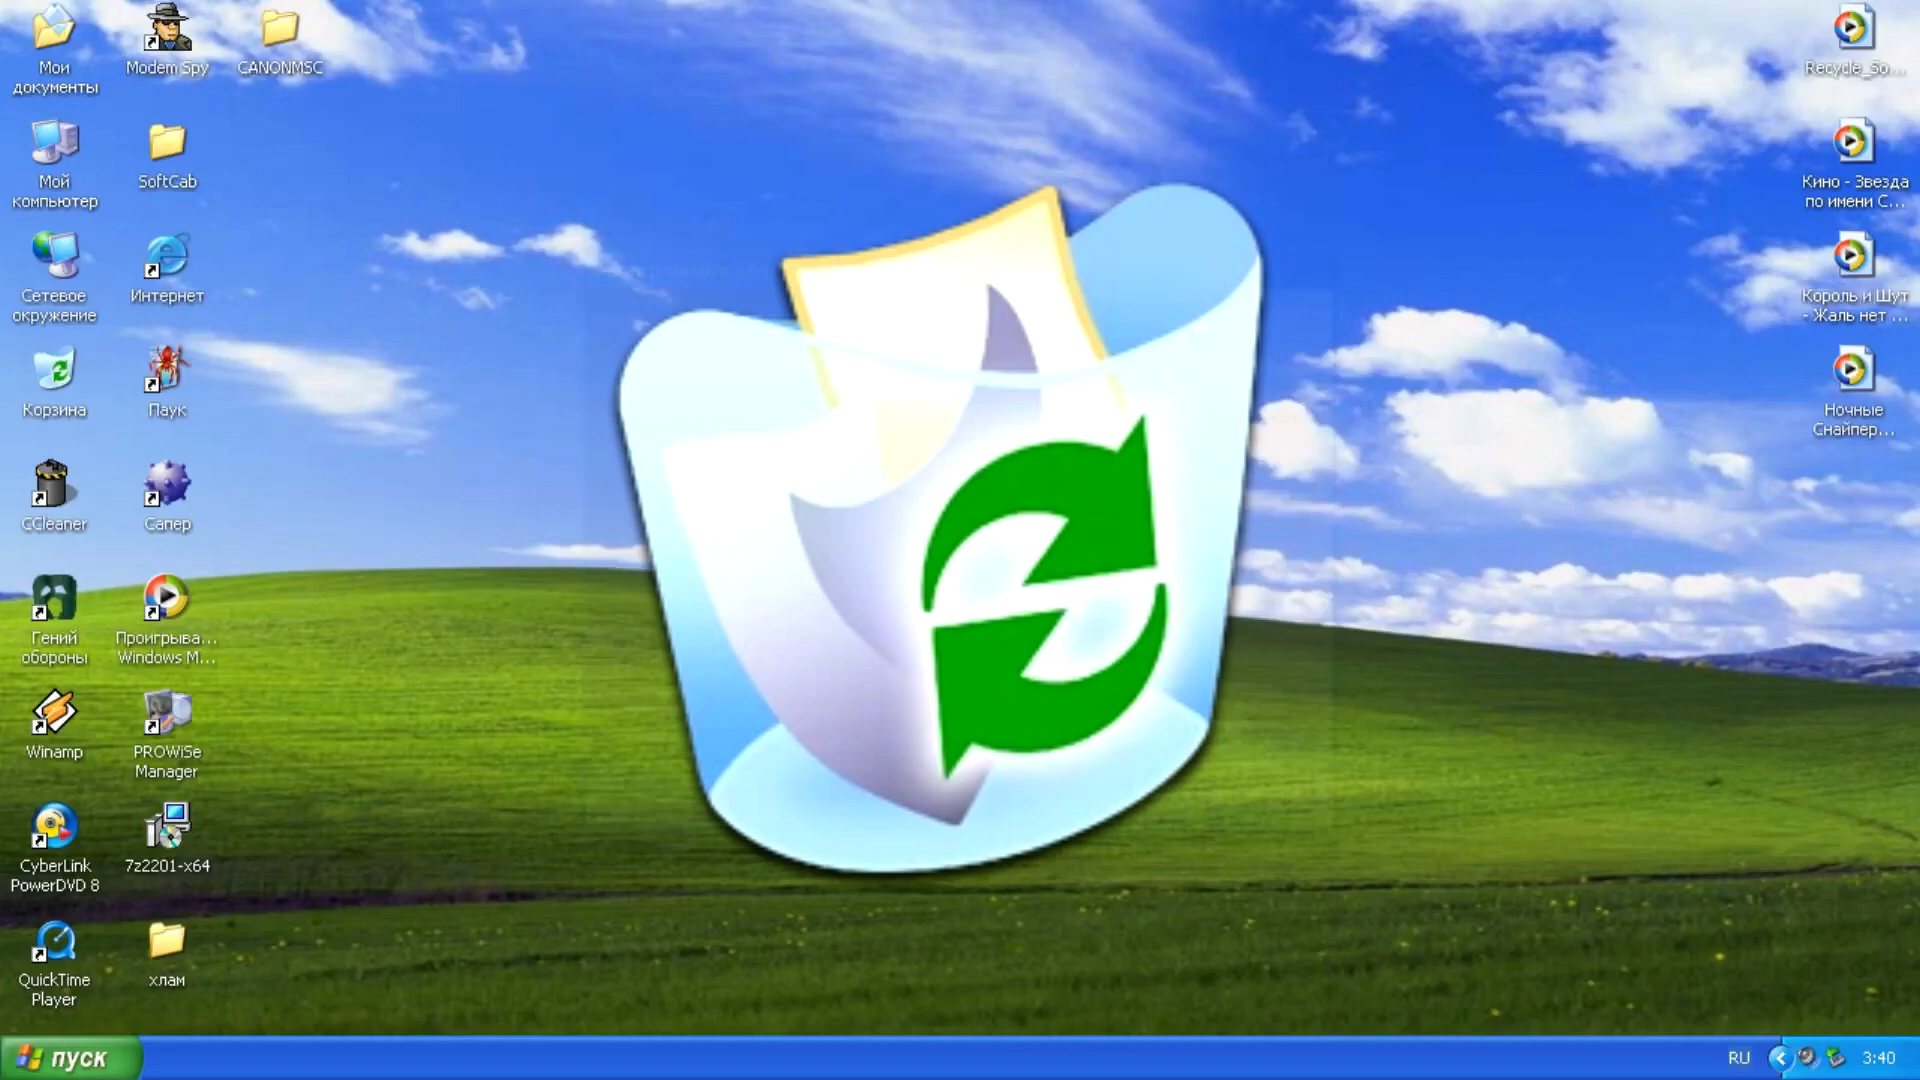 Мои
документы
Modem Spy
CANONMSC
Мой
компьютер
SoftCab
Сетевое
окружение
Интернет
Корзина
Паук
CCleaner
Сапер
Гений
обороны
Проигрыва...
Windows M...
Winamp
PROWiSe
Manager
CyberLink
PowerDVD 8
7z2201-x64
QuickTime
Player
хлам
Recycle_So...
Кино - Звезда
по имени С...
Король и Шут
- Жаль нет ...
Ночные
Снайпер...
пуск
RU
3:40